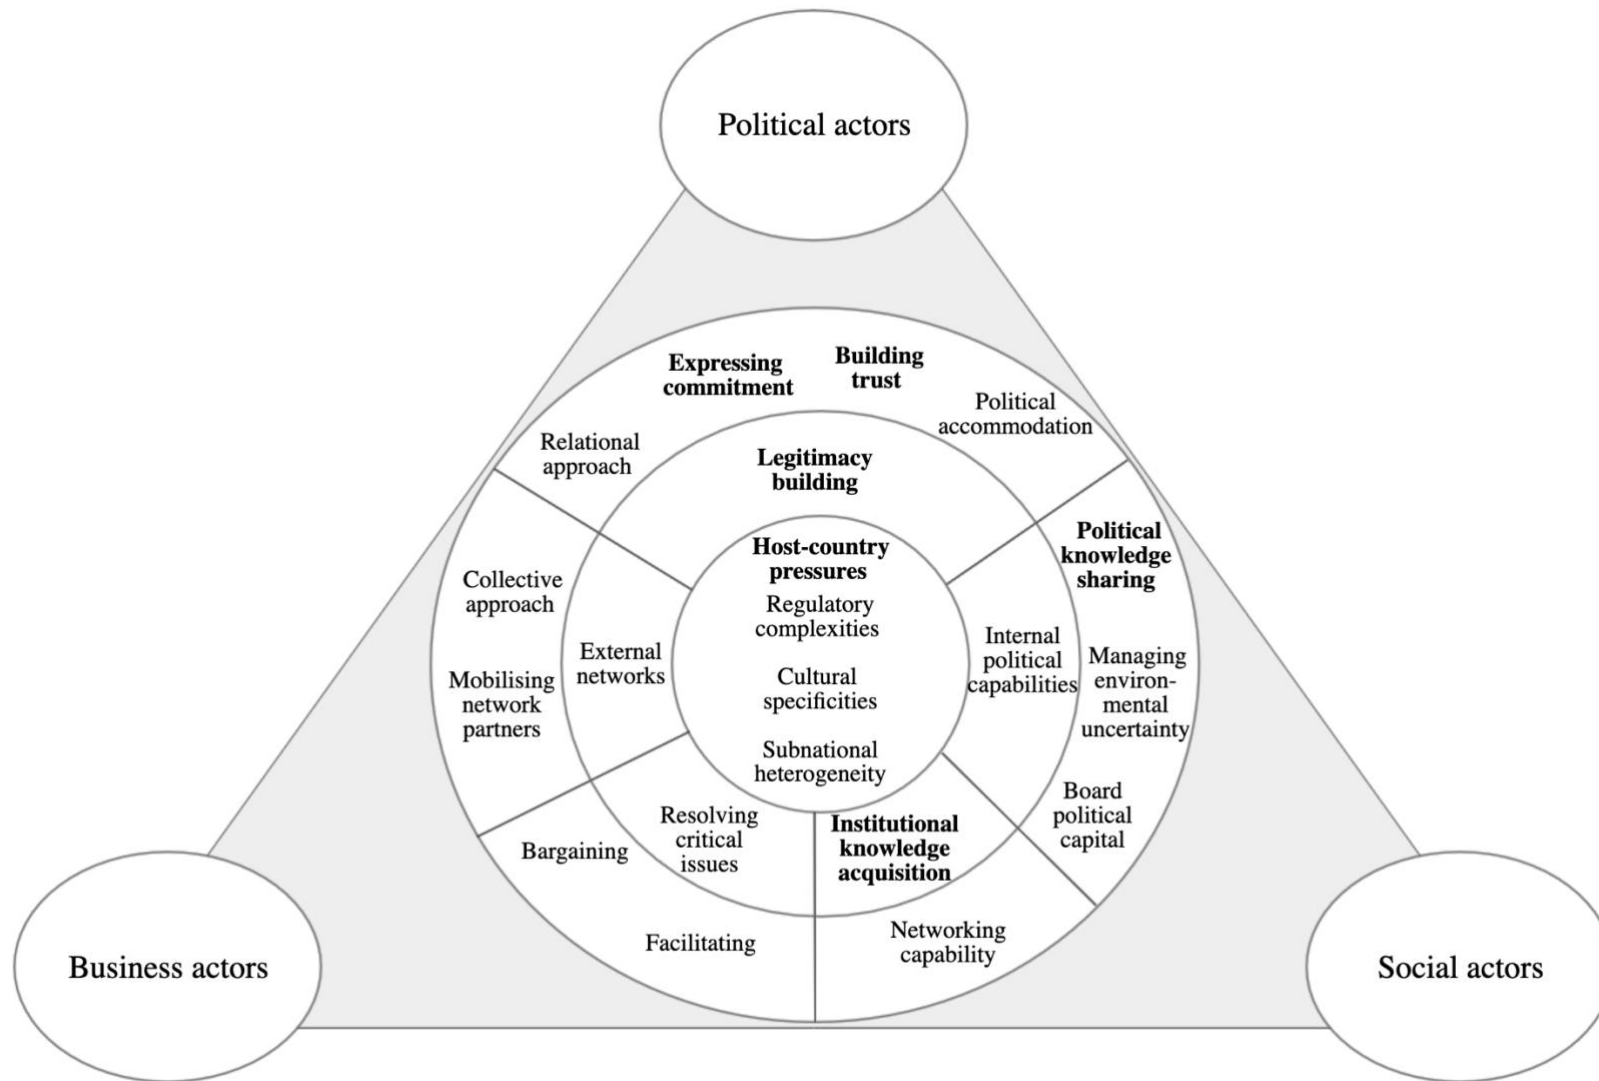 Political actors
Expressing
commitment
Building
trust
Political
accommodation
Relational
approach
Legitimacy
building
Political
knowledge
sharing
Host-country
pressures
Regulatory
complexities
Cultural
specificities
Subnational
heterogeneity
Collective
approach
Mobilising
network
partners
External
networks
Internal
political
capabilities
Managing
environ-
mental
uncertainty
Board
political
capital
Resolving
critical
issues
Institutional
knowledge
acquisition
Bargaining
Facilitating
Networking
capability
Business actors
Social actors